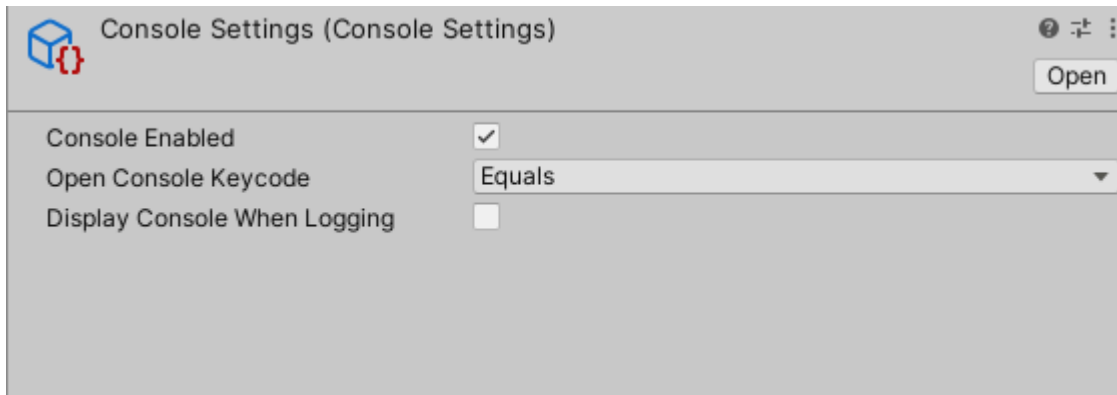 Console Settings (Console Settings)
Open
Console Enabled
Open Console Keycode Equals
Display Console When Logging